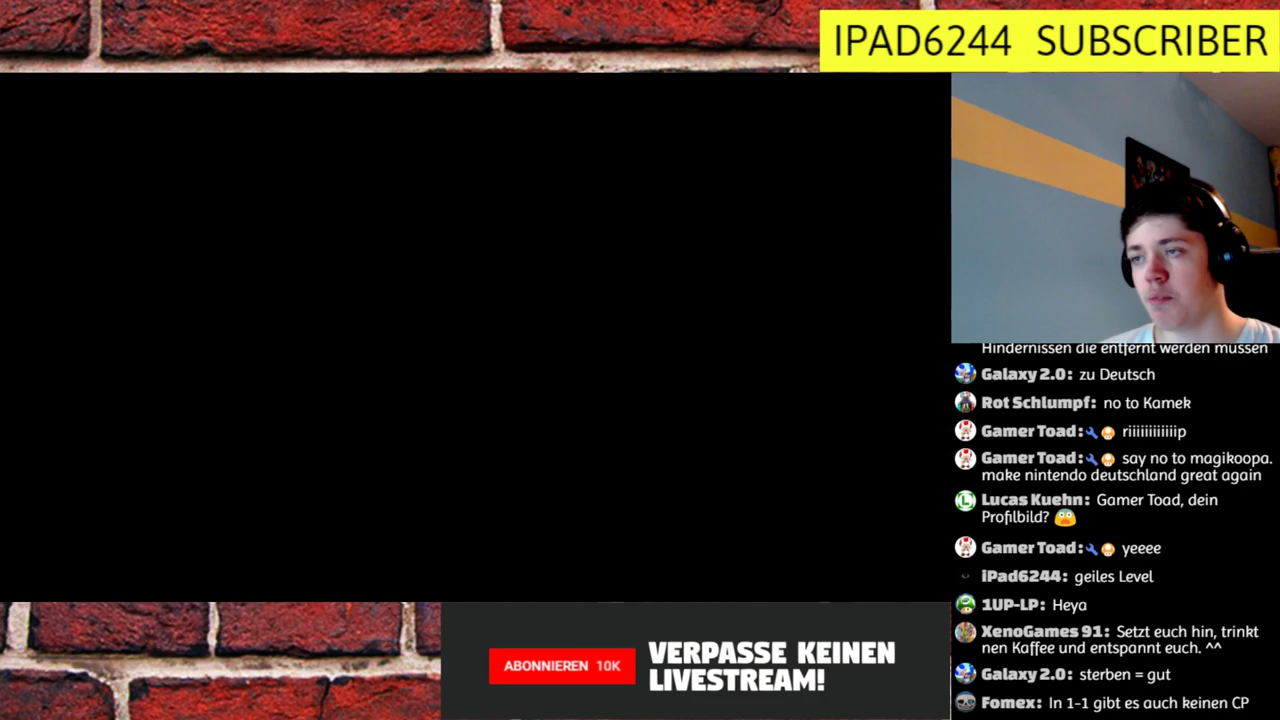 IPAD6244 SUBSCRIBER
Hindernissen die entfernt werden müssen
Galaxy 2.0: zu Deutsch
Rot Schlumpf: no to Kamek
Gamer Toad: riiiiiiiiiiiip
Gamer Toad: say no to magikoopa.
make nintendo deutschland great again
Lucas Kuehn: Gamer Toad, dein
Profilbild? 😨
Gamer Toad: yeeee
iPad6244: geiles Level
1UP-LP: Heya
XenoGames 91: Setzt euch hin, trinkt
nen Kaffee und entspannt euch. ^^
Galaxy 2.0: sterben = gut
Fomex: In 1-1 gibt es auch keinen CP
ABONNIEREN 10K
VERPASSE KEINEN
LIVESTREAM!